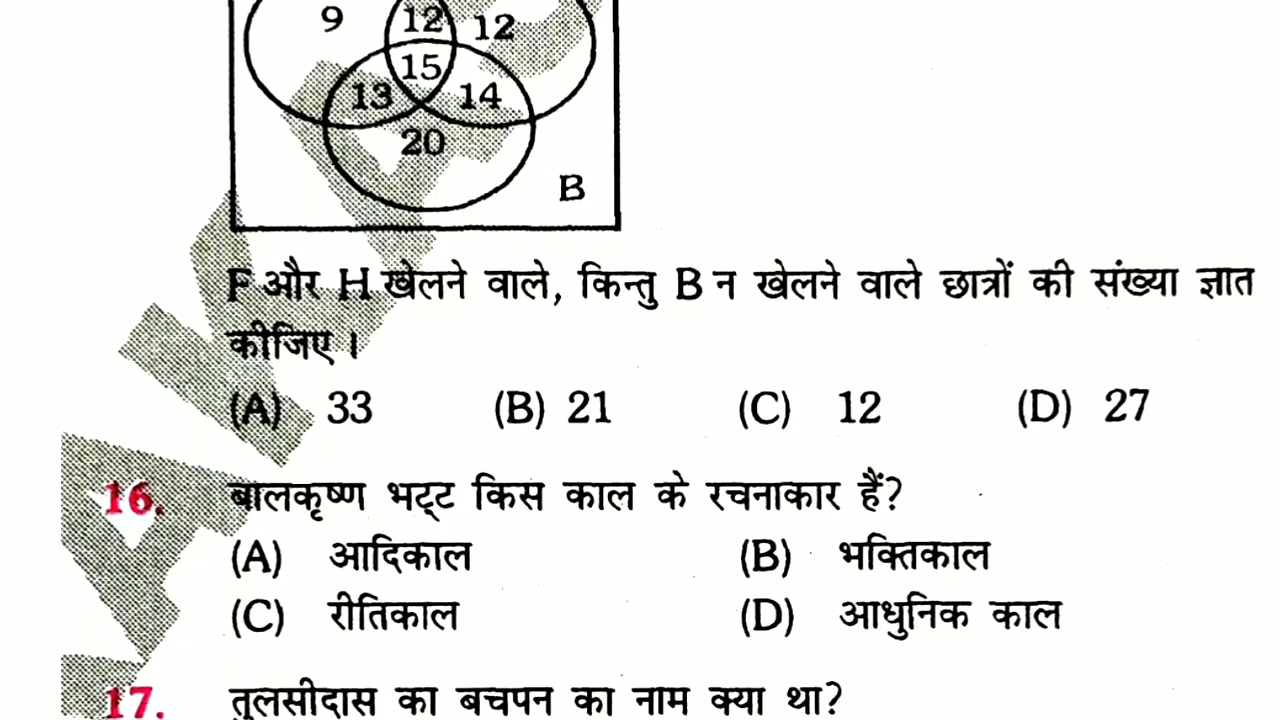 9 12 12
15
13 14
20
B
F और H खेलने वाले, किन्तु B न खेलने वाले छात्रों की संख्या ज्ञात
कीजिए ।
(A) 33 (B) 21 (C) 12 (D) 27
16. बालकृष्ण भट्ट किस काल के रचनाकार हैं?
(A) आदिकाल (B) भक्तिकाल
(C) रीतिकाल (D) आधुनिक काल
17. तुलसीदास का बचपन का नाम क्या था?